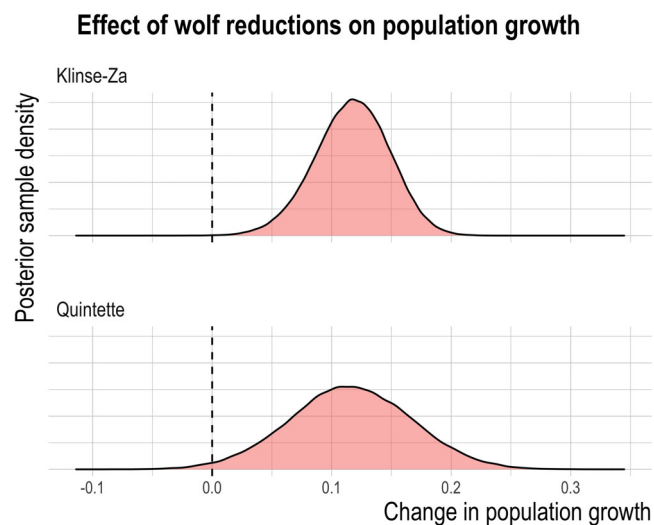 Effect of wolf reductions on population growth
Klinse-Za
Posterior sample density
Quintette
-0.1 0.0 0.1 0.2 0.3
Change in population growth